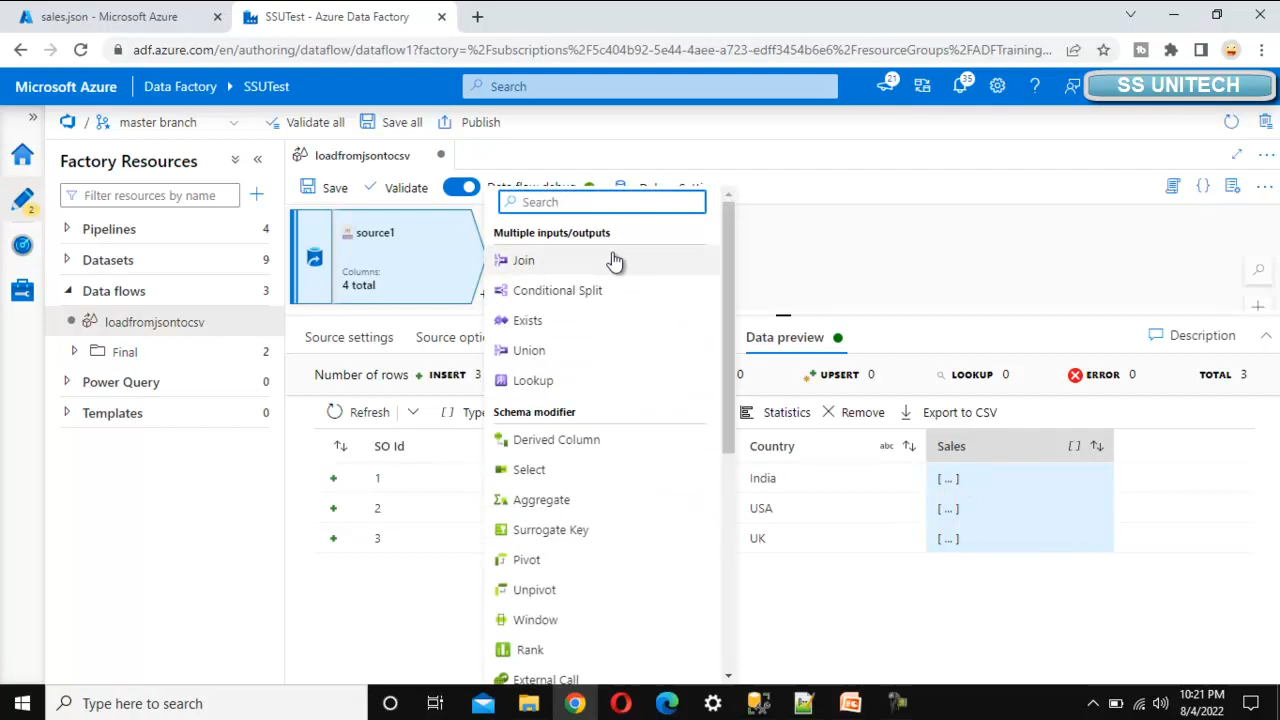 sales.json - Microsoft Azure
SSUTest - Azure Data Factory
adf.azure.com/en/authoring/dataflow/dataflow1?factory=%2Fsubscriptions%2F5c404b92-5e44-4aee-a723-edff3454b6e6%2FresourceGroups%2FADFTraining...
Microsoft Azure
Data Factory
SSUTest
Search
21
35
SS UNITECH
/
master branch
Validate all
Save all
Publish
Factory Resources
loadfromjsontocsv
Filter resources by name
Save
Validate
2
Pipelines 4
Datasets 9
Data flows 3
loadfromjsontocsv
Final 2
Power Query 0
Templates 0
source1
Columns:
4 total
Search
Multiple inputs/outputs
Join
Conditional Split
Exists
Union
Lookup
Schema modifier
Derived Column
Select
Aggregate
Surrogate Key
Pivot
Unpivot
Window
Rank
External Call
Source settings
Source opti
Data preview
Description
Number of rows
INSERT 3
0
UPSERT 0
LOOKUP 0
ERROR 0
TOTAL 3
Refresh
[ ] Typ
Statistics
Remove
Export to CSV
SO Id
Country abc
Sales [ ]
1 India [ ... ]
2 USA [ ... ]
3 UK [ ... ]
Type here to search
10:21 PM
8/4/2022